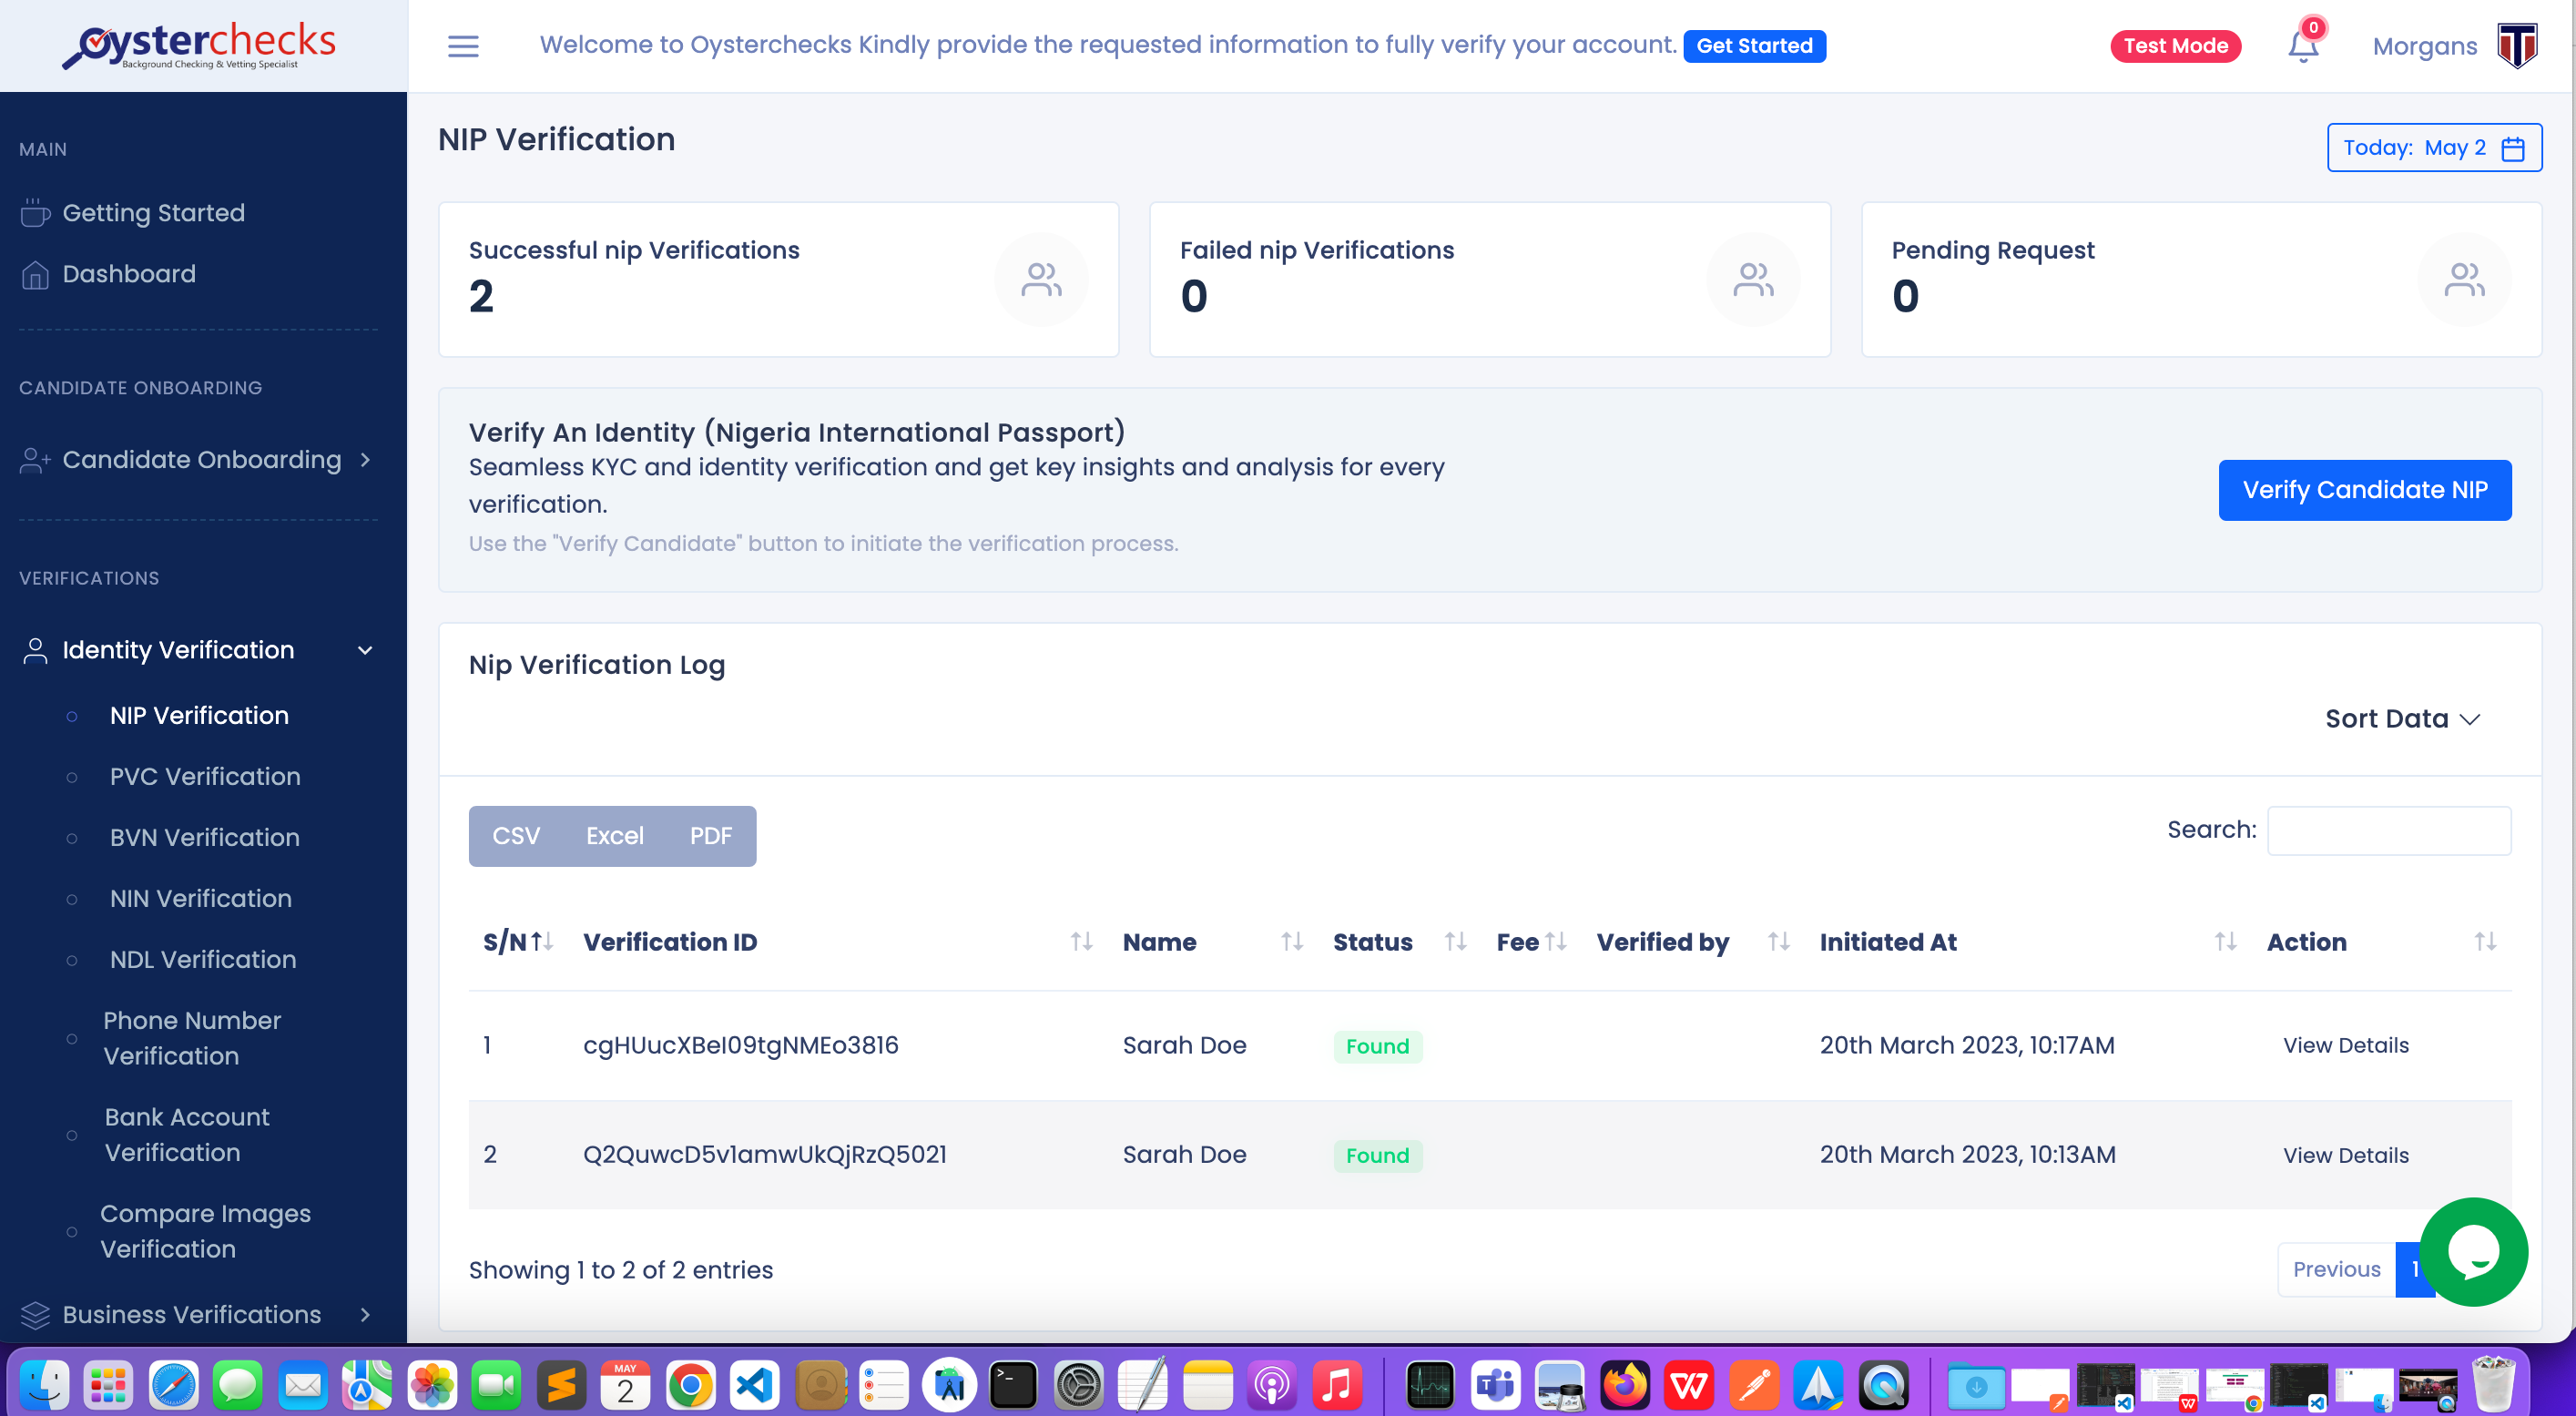 Oysterchecks
Background Checking & Vetting Specialist
Welcome to Oysterchecks Kindly provide the requested information to fully verify your account. Get Started
Test Mode
0
Morgans
MAIN
Getting Started
Dashboard
CANDIDATE ONBOARDING
Candidate Onboarding
VERIFICATIONS
Identity Verification
NIP Verification
PVC Verification
BVN Verification
NIN Verification
NDL Verification
Phone Number
Verification
Bank Account
Verification
Compare Images
Verification
Business Verifications
NIP Verification
Today: May 2
Successful nip Verifications
2
Failed nip Verifications
0
Pending Request
0
Verify An Identity (Nigeria International Passport)
Seamless KYC and identity verification and get key insights and analysis for every
verification.
Use the "Verify Candidate" button to initiate the verification process.
Verify Candidate NIP
Nip Verification Log
Sort Data
CSV Excel PDF
Search:
S/N Verification ID Name Status Fee Verified by Initiated At Action
1 cgHUucXBeI09tgNMEo3816 Sarah Doe Found 20th March 2023, 10:17AM View Details
2 Q2QuwcD5v1amwUkQjRzQ5021 Sarah Doe Found 20th March 2023, 10:13AM View Details
Showing 1 to 2 of 2 entries
Previous 1
MAY
2